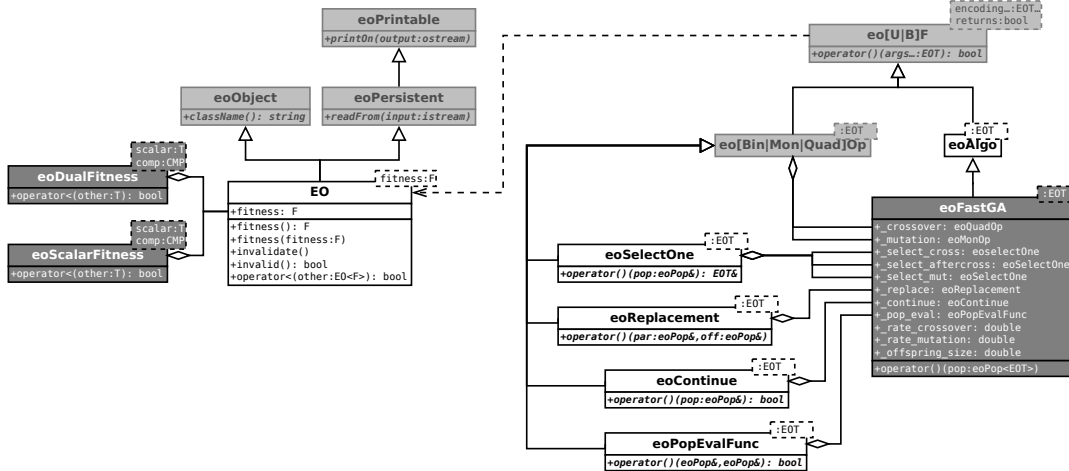 eoPrintable
+printOn(output:ostream)
eoObject
+className(): string
eoPersistent
+readFrom(input:istream)
scalar:T
comp:CMP
eoDualFitness
+operator<(other:T): bool
scalar:T
comp:CMP
eoScalarFitness
+operator<(other:T): bool
fitness:F
EO
+fitness: F
+fitness(): F
+fitness(fitness:F)
+invalidate()
+invalid(): bool
+operator<(other:EO<F>): bool
encoding…:EOT…
returns:bool
eo[U|B]F
+operator()(args…:EOT): bool
:EOT
eo[Bin|Mon|Quad]Op
:EOT
eoAlgo
:EOT
eoSelectOne
+operator()(pop:eoPop&): EOT&
:EOT
eoReplacement
+operator()(par:eoPop&,off:eoPop&)
:EOT
eoContinue
+operator()(pop:eoPop&): bool
:EOT
eoPopEvalFunc
+operator()(eoPop&,eoPop&): bool
:EOT
eoFastGA
+_crossover: eoQuadOp
+_mutation: eoMonOp
+_select_cross: eoselectOne
+_select_aftercross: eoSelectOne
+_select_mut: eoSelectOne
+_replace: eoReplacement
+_continue: eoContinue
+_pop_eval: eoPopEvalFunc
+_rate_crossover: double
+_rate_mutation: double
+_offspring_size: double
+operator()(pop:eoPop<EOT>)